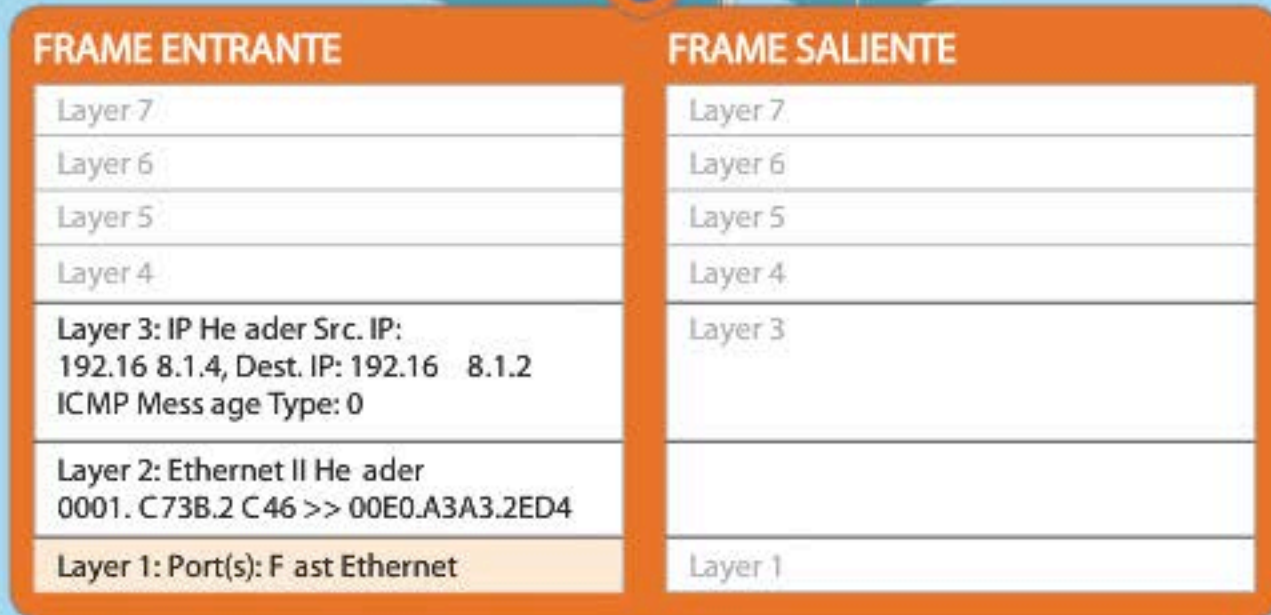 FRAME ENTRANTE
Layer 7
Layer 6
Layer 5
Layer 4
Layer 3: IP He ader Src. IP:
192.16 8.1.4, Dest. IP: 192.16 8.1.2
ICMP Mess age Type: 0
Layer 2: Ethernet II He ader
0001. C73B.2 C46 >> 00E0.A3A3.2ED4
Layer 1: Port(s): F ast Ethernet
FRAME SALIENTE
Layer 7
Layer 6
Layer 5
Layer 4
Layer 3
Layer 1